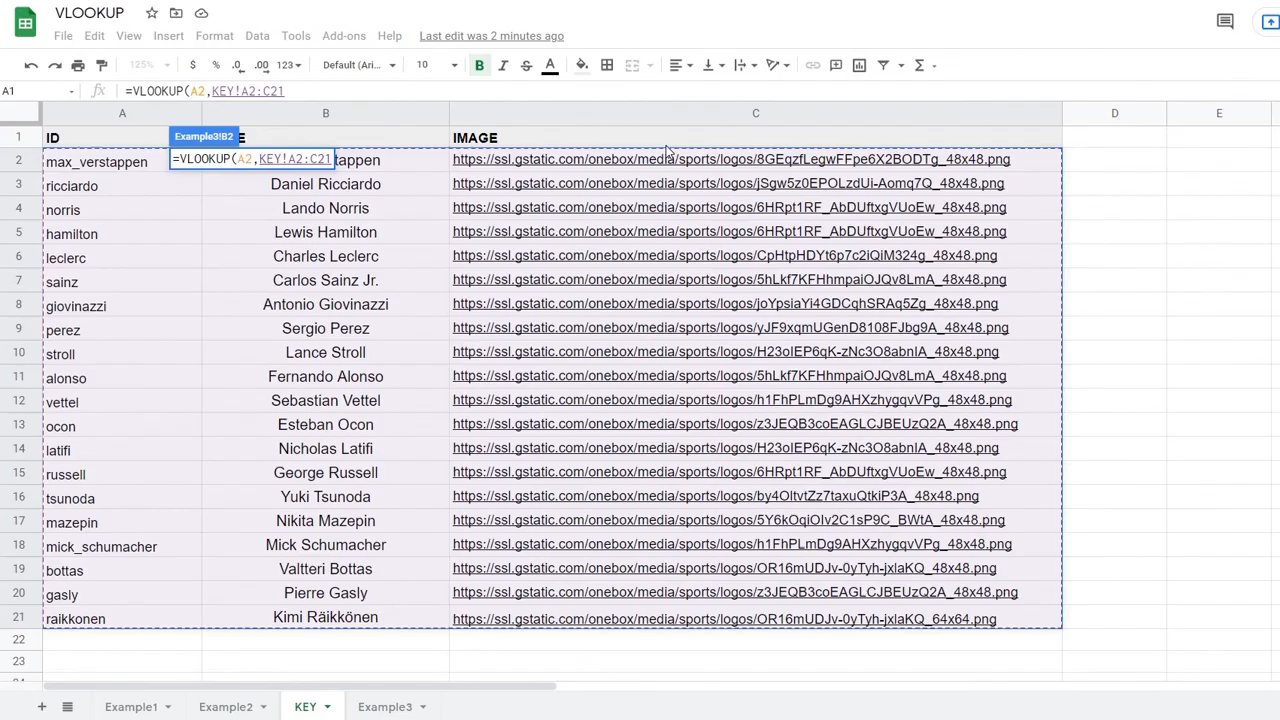 VLOOKUP
File Edit View Insert Format Data Tools Add-ons Help Last edit was 2 minutes ago
125% $ % .0 .00 123 Default (Ari... 10 B I S A
A1 fx =VLOOKUP(A2,KEY!A2:C21
A B C D E
1 ID E IMAGE
Example3!B2
2 max_verstappen =VLOOKUP(A2,KEY!A2:C21 tappen https://ssl.gstatic.com/onebox/media/sports/logos/8GEqzfLegwFFpe6X2BODTg_48x48.png
3 ricciardo Daniel Ricciardo https://ssl.gstatic.com/onebox/media/sports/logos/jSgw5z0EPOLzdUi-Aomq7Q_48x48.png
4 norris Lando Norris https://ssl.gstatic.com/onebox/media/sports/logos/6HRpt1RF_AbDUftxgVUoEw_48x48.png
5 hamilton Lewis Hamilton https://ssl.gstatic.com/onebox/media/sports/logos/6HRpt1RF_AbDUftxgVUoEw_48x48.png
6 leclerc Charles Leclerc https://ssl.gstatic.com/onebox/media/sports/logos/CpHtpHDYt6p7c2iQiM324g_48x48.png
7 sainz Carlos Sainz Jr. https://ssl.gstatic.com/onebox/media/sports/logos/5hLkf7KFHhmpaiOJQv8LmA_48x48.png
8 giovinazzi Antonio Giovinazzi https://ssl.gstatic.com/onebox/media/sports/logos/joYpsiaYi4GDCqhSRAq5Zg_48x48.png
9 perez Sergio Perez https://ssl.gstatic.com/onebox/media/sports/logos/yJF9xqmUGenD8108FJbg9A_48x48.png
10 stroll Lance Stroll https://ssl.gstatic.com/onebox/media/sports/logos/H23oIEP6qK-zNc3O8abnIA_48x48.png
11 alonso Fernando Alonso https://ssl.gstatic.com/onebox/media/sports/logos/5hLkf7KFHhmpaiOJQv8LmA_48x48.png
12 vettel Sebastian Vettel https://ssl.gstatic.com/onebox/media/sports/logos/h1FhPLmDg9AHXzhygqvVPg_48x48.png
13 ocon Esteban Ocon https://ssl.gstatic.com/onebox/media/sports/logos/z3JEQB3coEAGLCJBEUzQ2A_48x48.png
14 latifi Nicholas Latifi https://ssl.gstatic.com/onebox/media/sports/logos/H23oIEP6qK-zNc3O8abnIA_48x48.png
15 russell George Russell https://ssl.gstatic.com/onebox/media/sports/logos/6HRpt1RF_AbDUftxgVUoEw_48x48.png
16 tsunoda Yuki Tsunoda https://ssl.gstatic.com/onebox/media/sports/logos/by4OltvtZz7taxuQtkiP3A_48x48.png
17 mazepin Nikita Mazepin https://ssl.gstatic.com/onebox/media/sports/logos/5Y6kOqiOIv2C1sP9C_BWtA_48x48.png
18 mick_schumacher Mick Schumacher https://ssl.gstatic.com/onebox/media/sports/logos/h1FhPLmDg9AHXzhygqvVPg_48x48.png
19 bottas Valtteri Bottas https://ssl.gstatic.com/onebox/media/sports/logos/OR16mUDJv-0yTyh-jxlaKQ_48x48.png
20 gasly Pierre Gasly https://ssl.gstatic.com/onebox/media/sports/logos/z3JEQB3coEAGLCJBEUzQ2A_48x48.png
21 raikkonen Kimi Räikkönen https://ssl.gstatic.com/onebox/media/sports/logos/OR16mUDJv-0yTyh-jxlaKQ_64x64.png
22
23
Example1 Example2 KEY Example3